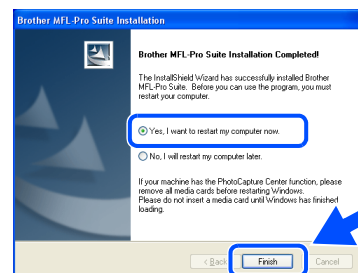 Brother MFL-Pro Suite Installation
Brother MFL-Pro Suite Installation Completed!
The InstallShield Wizard has successfully installed Brother
MFL-Pro Suite. Before you can use the program, you must
restart your computer.
Yes, I want to restart my computer now.
No, I will restart my computer later.
If your machine has the PhotoCapture Center function, please
remove all media cards before restarting Windows.
Please do not insert a media card until Windows has finished
loading.
< Back
Finish
Cancel